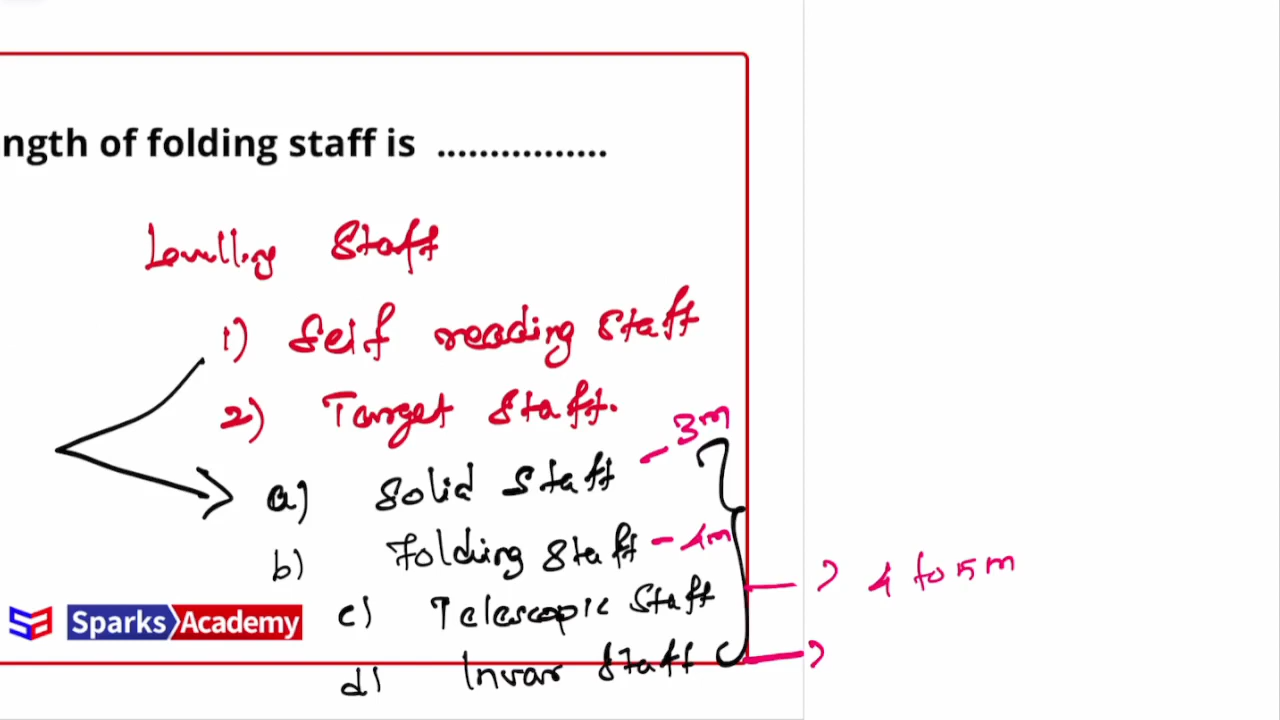 ngth of folding staff is ................
Levelling Staff
1) Self reading Staff
2) Target Staff.
a) Solid Staff - 3m
b) Folding Staff - 4m
c) Telescopic Staff → 4 to 5m
d) Invar Staff →
Sparks Academy